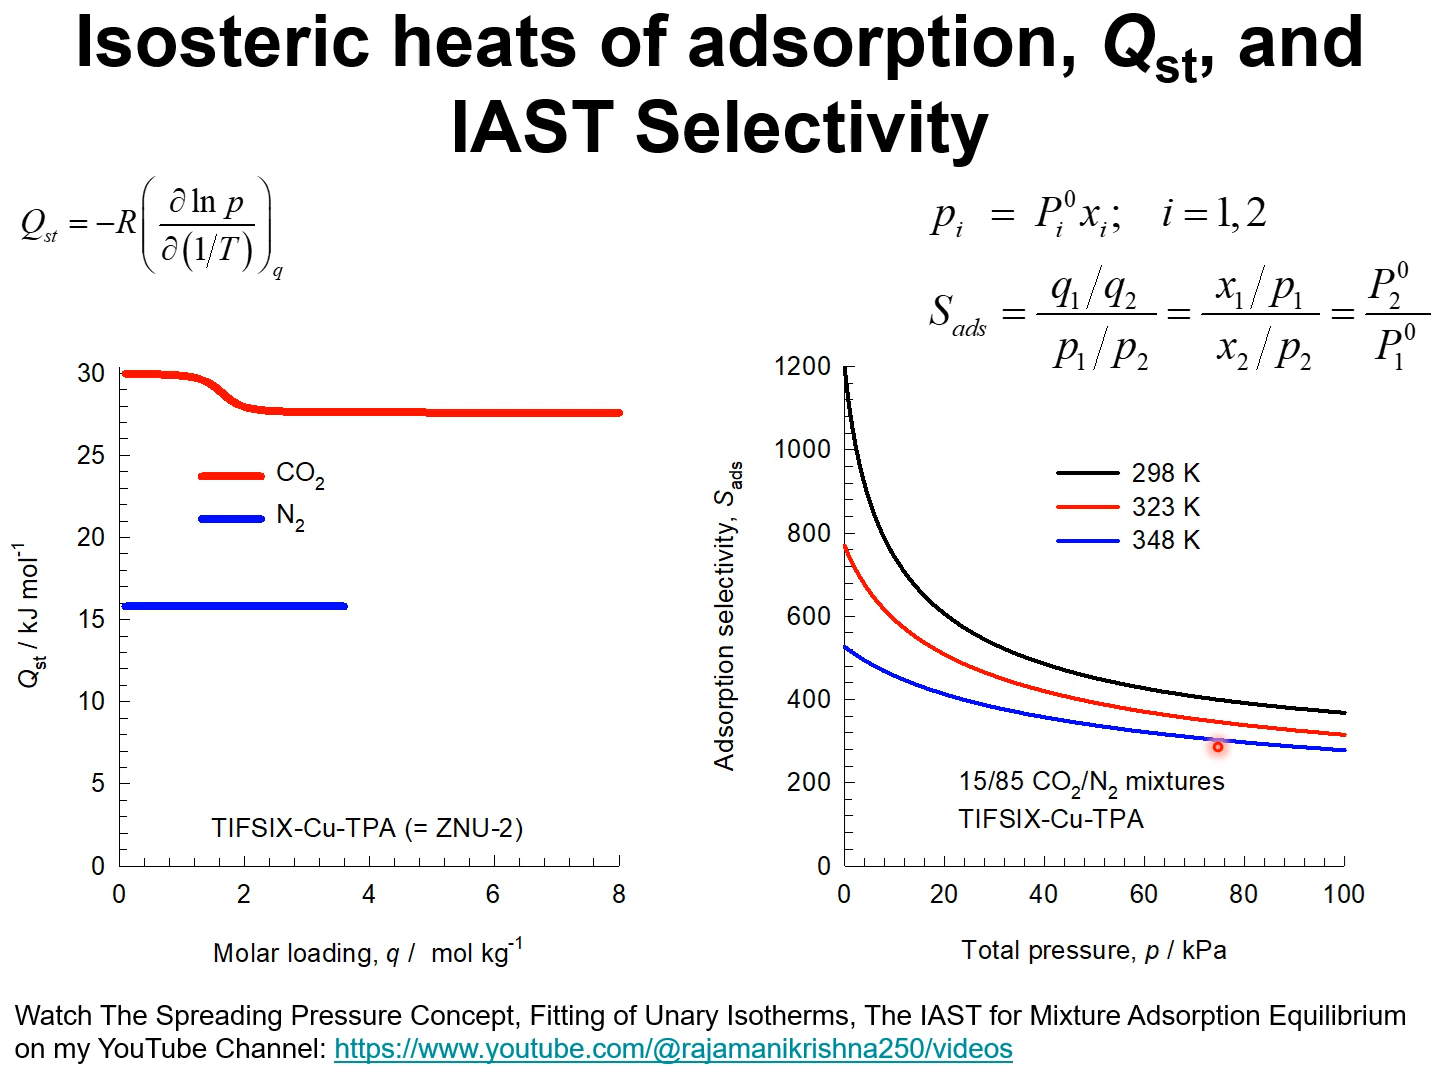 Isosteric heats of adsorption, Qst, and
IAST Selectivity
Qst = −R(∂ ln p / ∂(1/T))q
pi = Pi0 xi; i = 1, 2
Sads = (q1/q2)/(p1/p2) = (x1/p1)/(x2/p2) = P20/P10
30
25
20
15
10
5
0
Qst / kJ mol-1
CO2
N2
TIFSIX-Cu-TPA (= ZNU-2)
0 2 4 6 8
Molar loading, q / mol kg-1
1200
1000
800
600
400
200
0
Adsorption selectivity, Sads
298 K
323 K
348 K
15/85 CO2/N2 mixtures
TIFSIX-Cu-TPA
0 20 40 60 80 100
Total pressure, p / kPa
Watch The Spreading Pressure Concept, Fitting of Unary Isotherms, The IAST for Mixture Adsorption Equilibrium
on my YouTube Channel: https://www.youtube.com/@rajamanikrishna250/videos